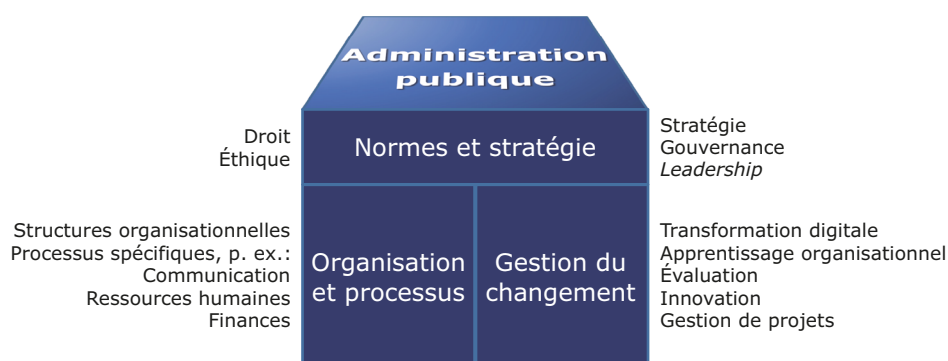 Administration
publique
Droit
Éthique
Normes et stratégie
Stratégie
Gouvernance
Leadership
Structures organisationnelles
Processus spécifiques, p. ex.:
Communication
Ressources humaines
Finances
Organisation
et processus
Gestion du
changement
Transformation digitale
Apprentissage organisationnel
Évaluation
Innovation
Gestion de projets